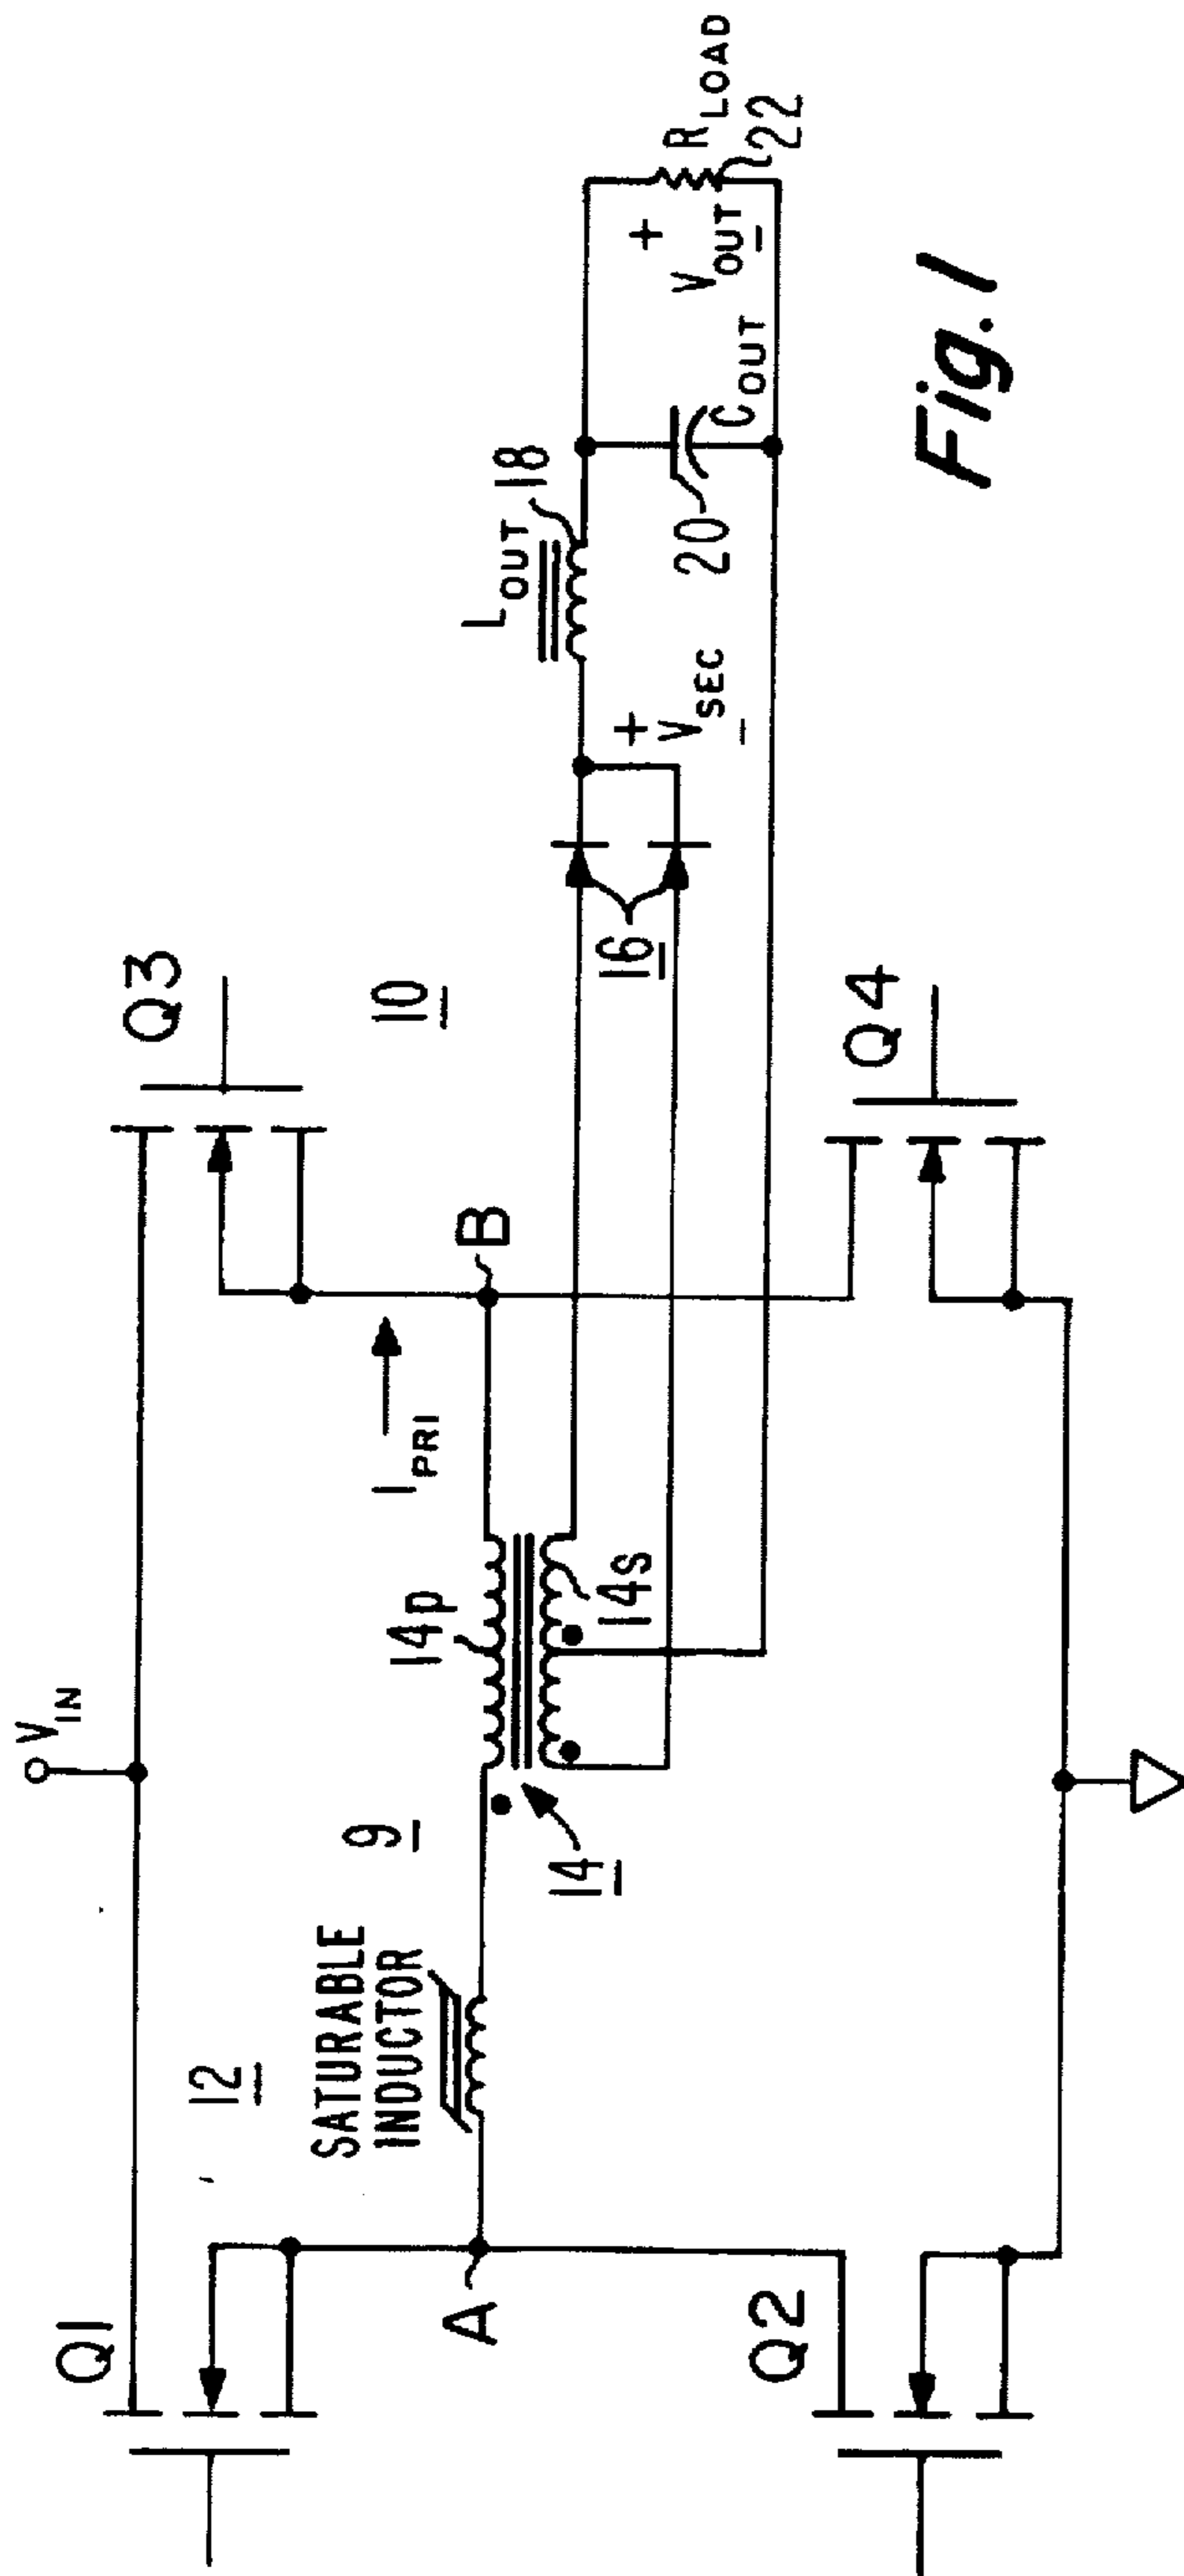 V_IN
Q1
12
Q3
SATURABLE
INDUCTOR
9
I_PRI
10
A
14p
B
14
14s
L_OUT
18
16
+
V_SEC
-
20
C_OUT
+
V_OUT
-
R_LOAD
22
Q2
Q4
Fig. 1